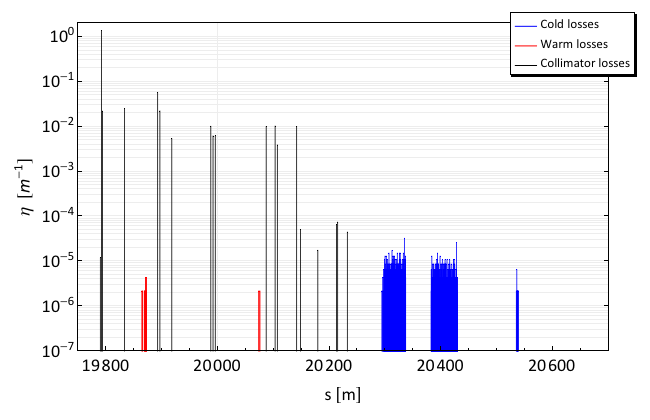 Cold losses
Warm losses
Collimator losses
10⁰
10⁻¹
10⁻²
10⁻³
10⁻⁴
10⁻⁵
10⁻⁶
10⁻⁷
η [m⁻¹]
19800 20000 20200 20400 20600
s [m]